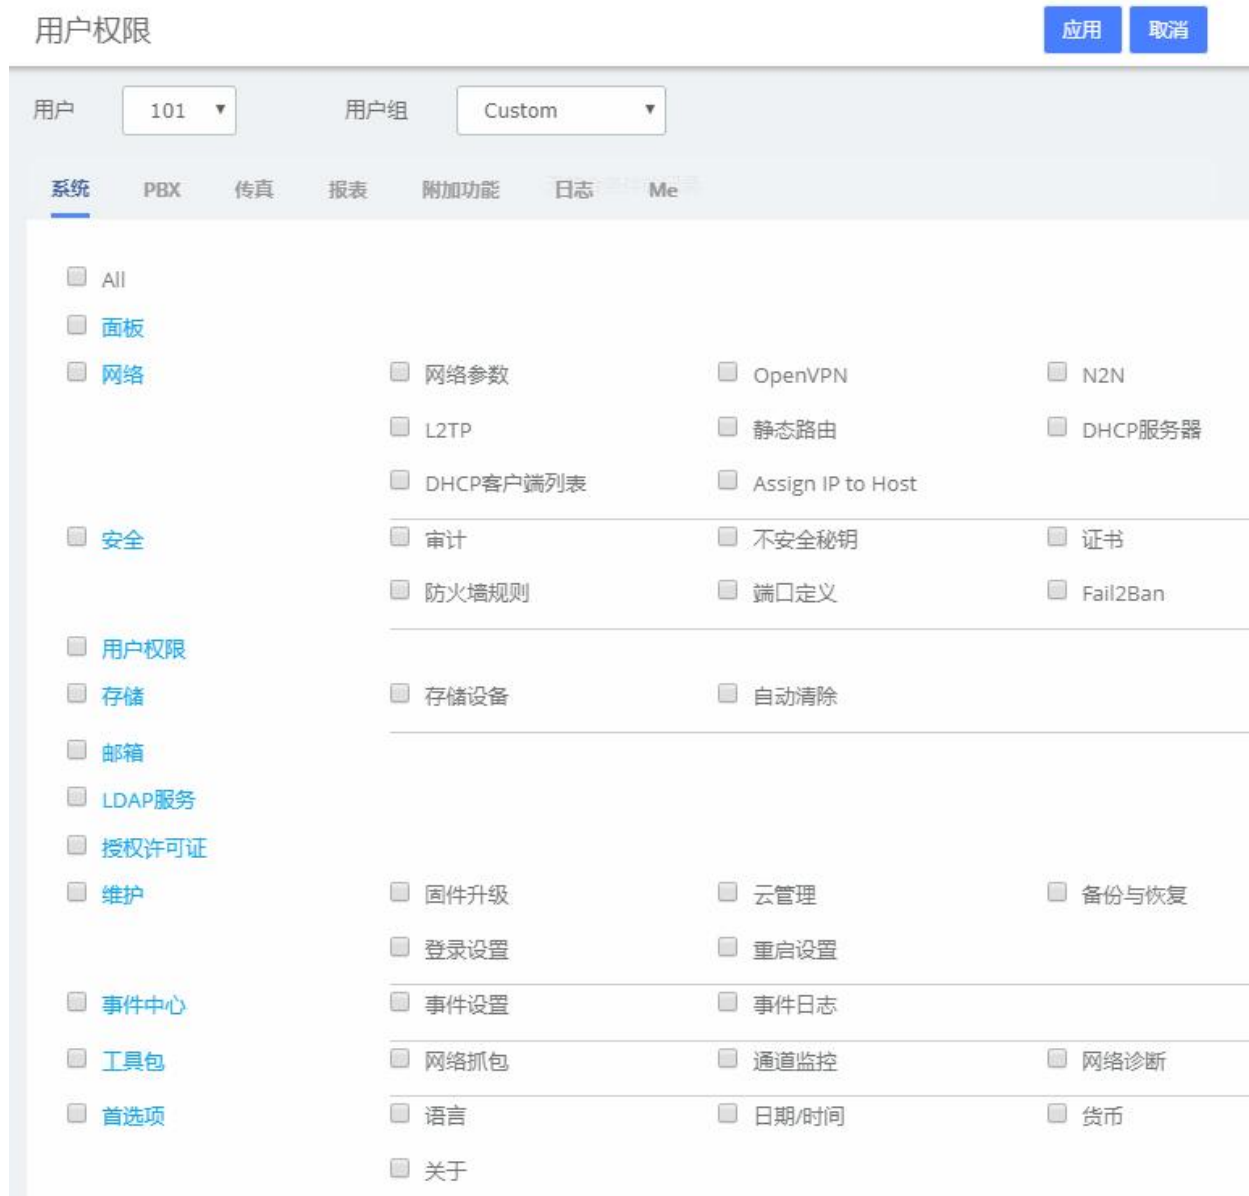 用户权限 应用 取消
用户 101 用户组 Custom
系统 PBX 传真 报表 附加功能 日志 Me
All
面板
网络 网络参数 OpenVPN N2N
L2TP 静态路由 DHCP服务器
DHCP客户端列表 Assign IP to Host
安全 审计 不安全秘钥 证书
防火墙规则 端口定义 Fail2Ban
用户权限
存储 存储设备 自动清除
邮箱
LDAP服务
授权许可证
维护 固件升级 云管理 备份与恢复
登录设置 重启设置
事件中心 事件设置 事件日志
工具包 网络抓包 通道监控 网络诊断
首选项 语言 日期/时间 货币
关于